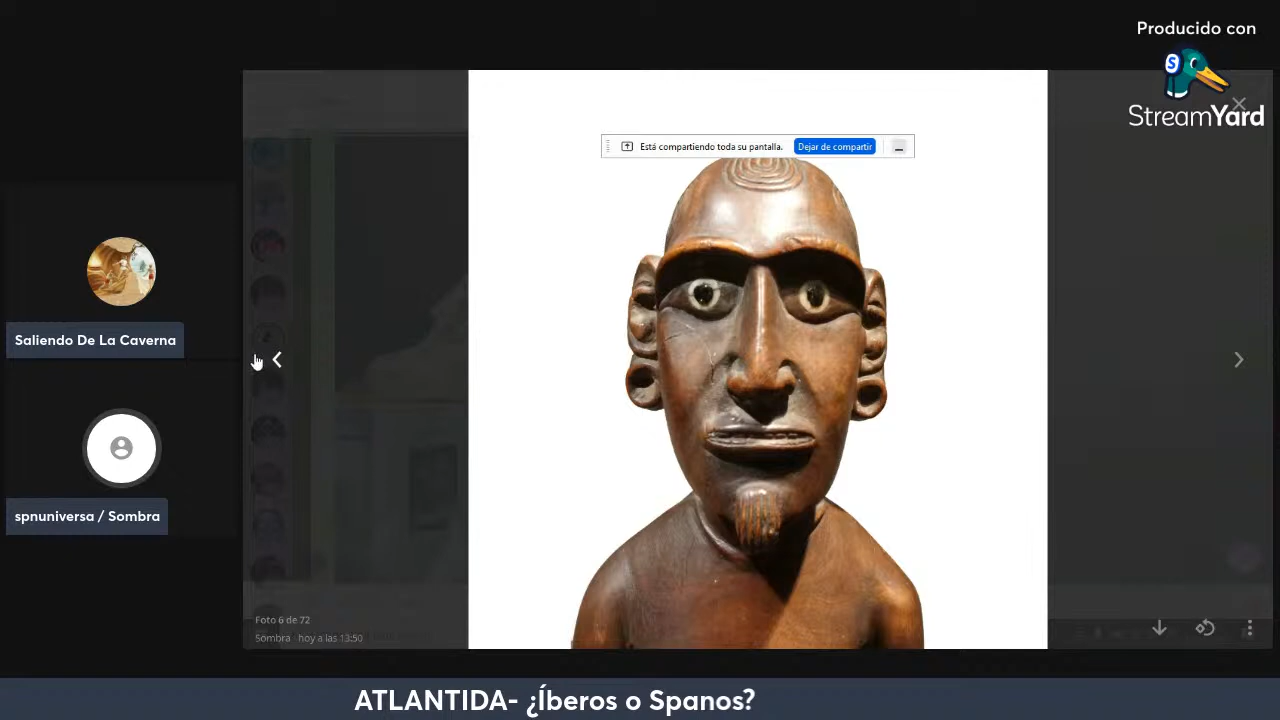 Producido con
StreamYard
Está compartiendo toda su pantalla.
Dejar de compartir
Saliendo De La Caverna
spnuniversa / Sombra
Foto 6 de 72
Sombra · hoy a las 13:50
ATLANTIDA- ¿Íberos o Spanos?